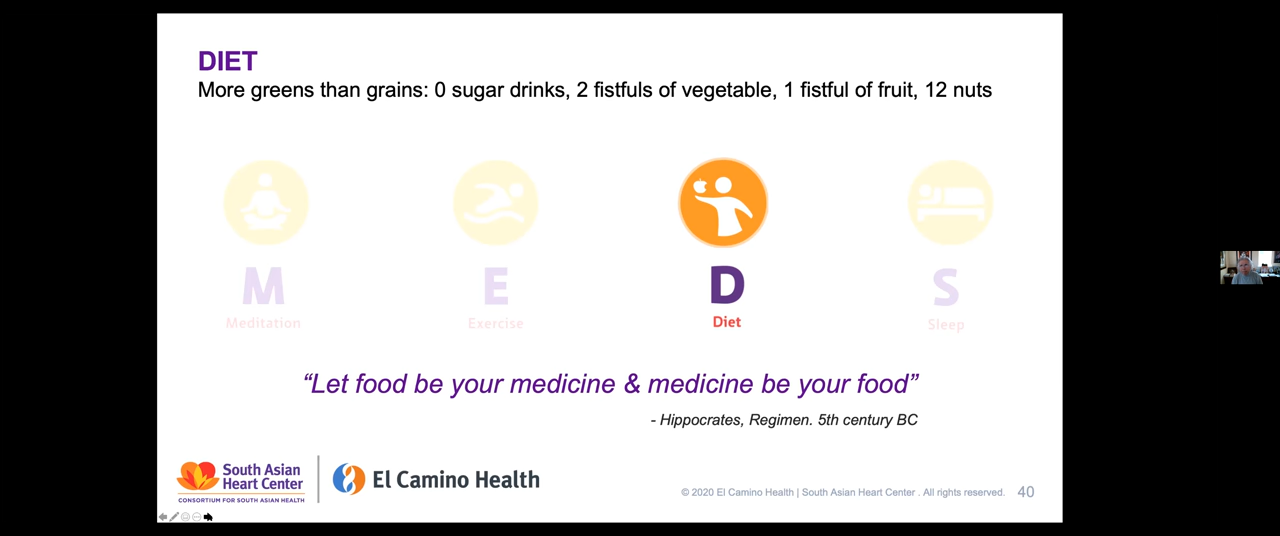 DIET
More greens than grains: 0 sugar drinks, 2 fistfuls of vegetable, 1 fistful of fruit, 12 nuts
M
Meditation
E
Exercise
D
Diet
S
Sleep
“Let food be your medicine & medicine be your food”
- Hippocrates, Regimen. 5th century BC
South Asian
Heart Center
CONSORTIUM FOR SOUTH ASIAN HEALTH
El Camino Health
© 2020 El Camino Health | South Asian Heart Center . All rights reserved.
40